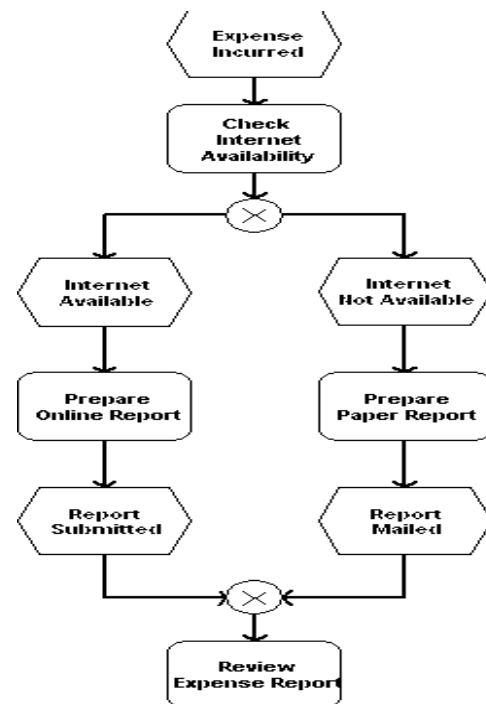 Expense
Incurred
Check
Internet
Availability
Internet
Available
Internet
Not Available
Prepare
Online Report
Prepare
Paper Report
Report
Submitted
Report
Mailed
Review
Expense Report